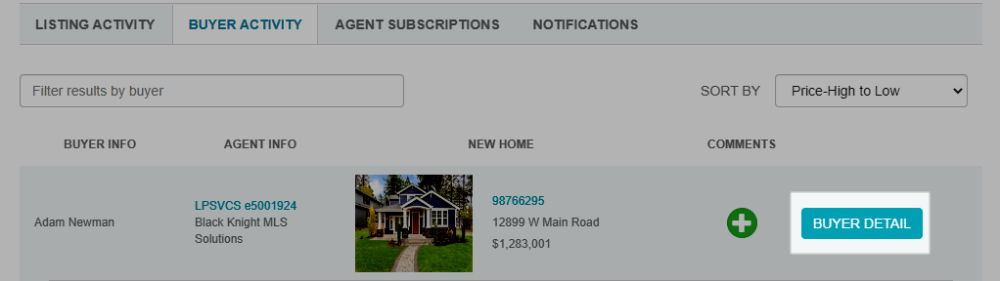 LISTING ACTIVITY
BUYER ACTIVITY
AGENT SUBSCRIPTIONS
NOTIFICATIONS
Filter results by buyer
SORT BY
Price-High to Low
BUYER INFO
AGENT INFO
NEW HOME
COMMENTS
Adam Newman
LPSVCS e5001924
Black Knight MLS
Solutions
98766295
12899 W Main Road
$1,283,001
BUYER DETAIL